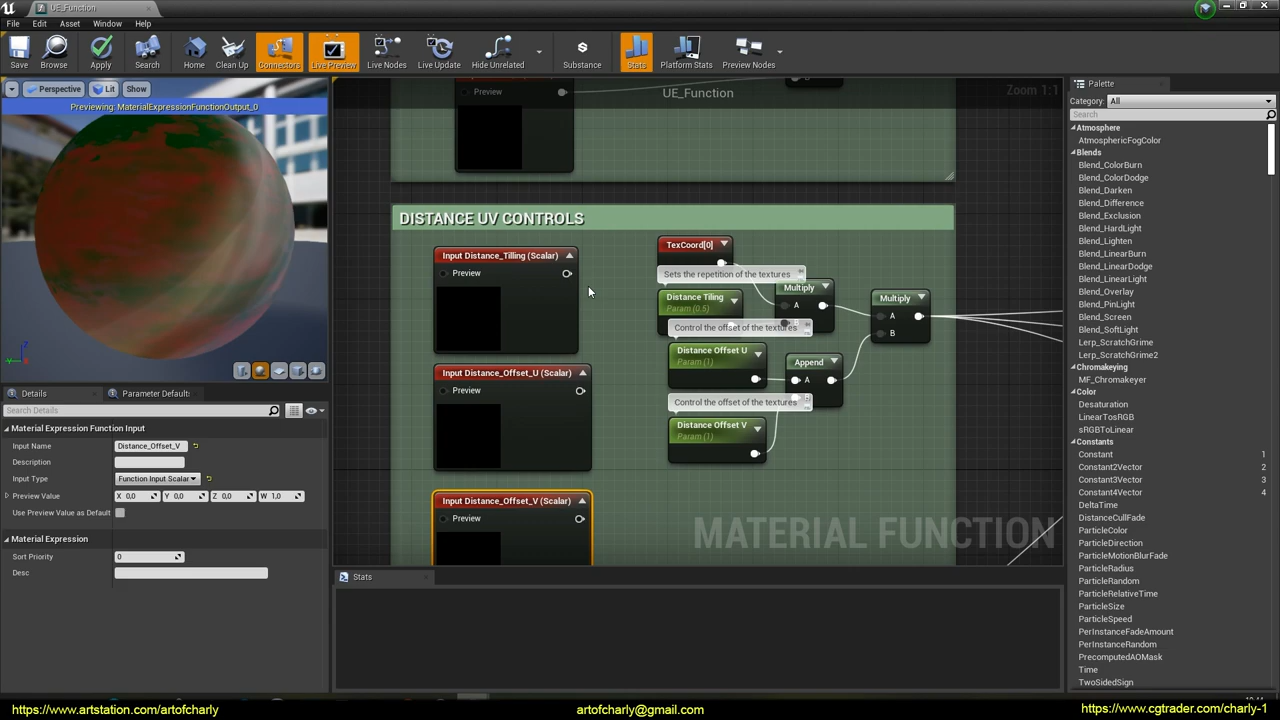 UE_Function
File Edit Asset Window Help
Save Browse Apply Search Home Clean Up Connectors Live Preview Live Nodes Live Update Hide Unrelated Substance Stats Platform Stats Preview Nodes
Perspective Lit Show
Previewing: MaterialExpressionFunctionOutput_0
Z
Details Parameter Default:
Search Details
Material Expression Function Input
Input Name Distance_Offset_V
Description
Input Type Function Input Scalar
Preview Value X 0,0 Y 0,0 Z 0,0 W 1,0
Use Preview Value as Default
Material Expression
Sort Priority 0
Desc
Preview
UE_Function
Zoom 1:1
DISTANCE UV CONTROLS
Input Distance_Tilling (Scalar)
Preview
Input Distance_Offset_U (Scalar)
Preview
Input Distance_Offset_V (Scalar)
Preview
TexCoord[0]
Sets the repetition of the textures
Distance Tiling
Param (0.5)
Control the offset of the textures
Distance Offset U
Param (1)
Control the offset of the textures
Distance Offset V
Param (1)
Multiply
A
Append
A
Multiply
A
B
MATERIAL FUNCTION
Stats
Palette
Category: All
Search
Atmosphere
AtmosphericFogColor
Blends
Blend_ColorBurn
Blend_ColorDodge
Blend_Darken
Blend_Difference
Blend_Exclusion
Blend_HardLight
Blend_Lighten
Blend_LinearBurn
Blend_LinearDodge
Blend_LinearLight
Blend_Overlay
Blend_PinLight
Blend_Screen
Blend_SoftLight
Lerp_ScratchGrime
Lerp_ScratchGrime2
Chromakeying
MF_Chromakeyer
Color
Desaturation
LinearTosRGB
sRGBToLinear
Constants
Constant 1
Constant2Vector 2
Constant3Vector 3
Constant4Vector 4
DeltaTime
DistanceCullFade
ParticleColor
ParticleDirection
ParticleMotionBlurFade
ParticleRadius
ParticleRandom
ParticleRelativeTime
ParticleSize
ParticleSpeed
PerInstanceFadeAmount
PerInstanceRandom
PrecomputedAOMask
Time
TwoSidedSign
https://www.artstation.com/artofcharly
artofcharly@gmail.com
https://www.cgtrader.com/charly-1